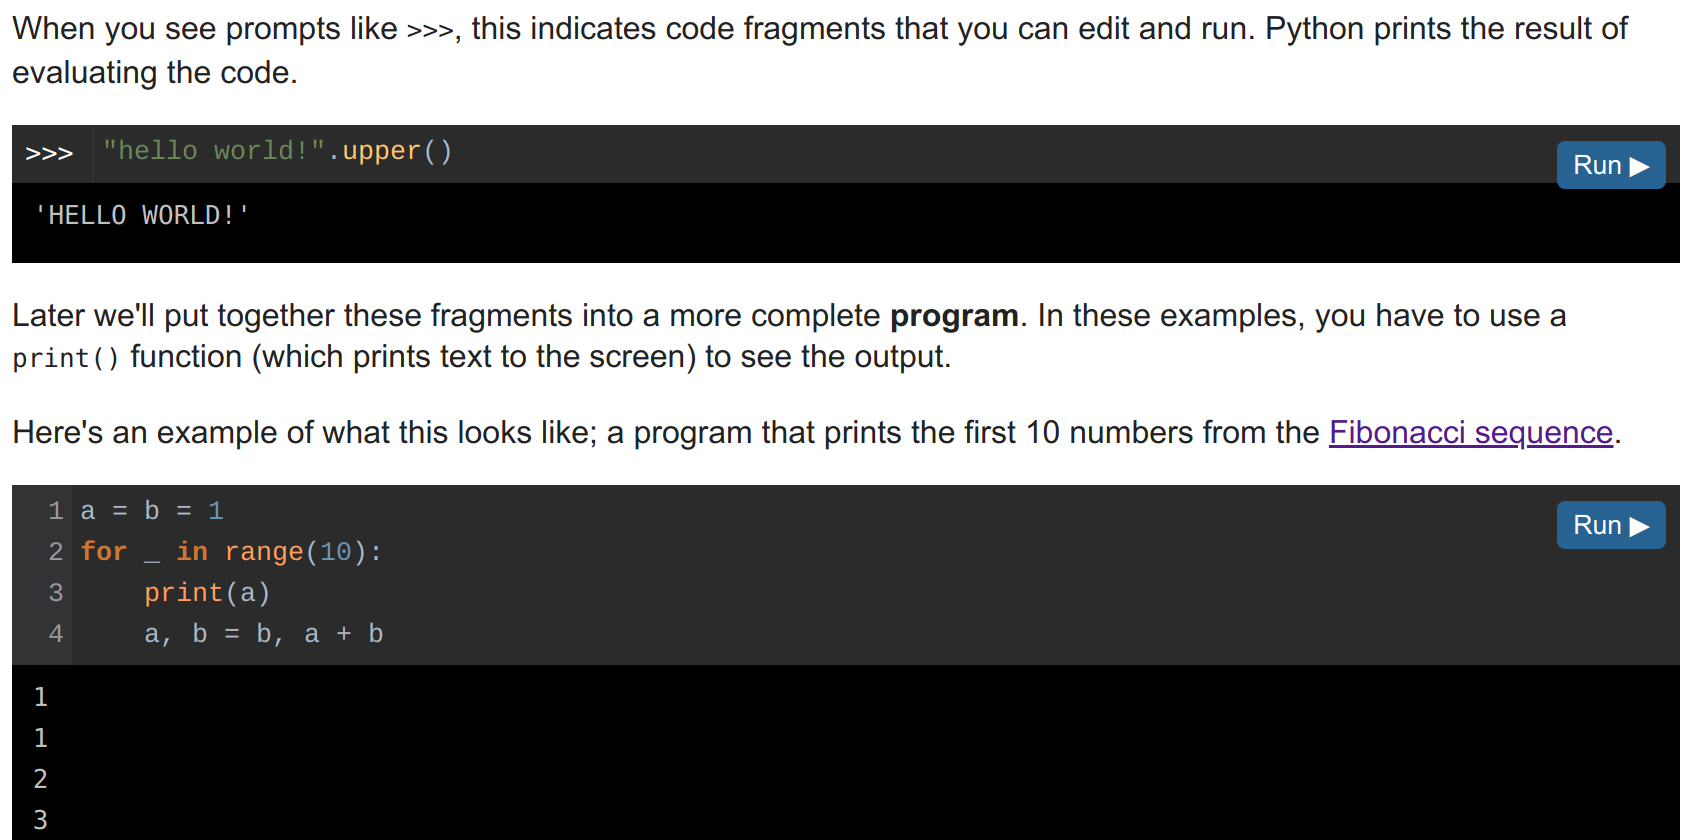 When you see prompts like >>>, this indicates code fragments that you can edit and run. Python prints the result of
evaluating the code.
>>> "hello world!".upper()
Run ▶
'HELLO WORLD!'
Later we'll put together these fragments into a more complete program. In these examples, you have to use a
print() function (which prints text to the screen) to see the output.
Here's an example of what this looks like; a program that prints the first 10 numbers from the Fibonacci sequence.
1 a = b = 1
Run ▶
2 for _ in range(10):
3     print(a)
4     a, b = b, a + b
1
1
2
3